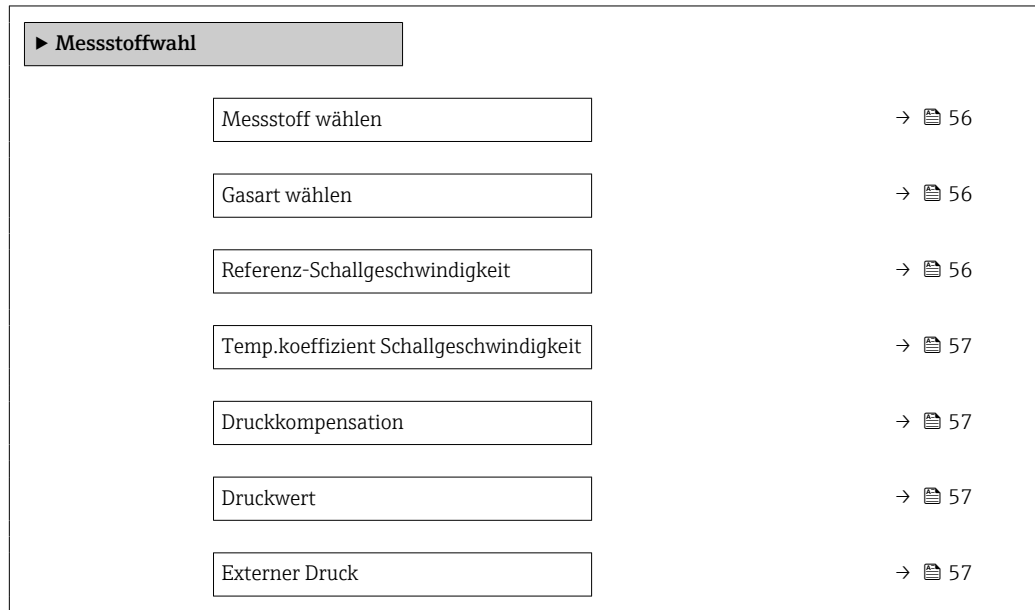 ▶ Messstoffwahl
Messstoff wählen → 56
Gasart wählen → 56
Referenz-Schallgeschwindigkeit → 56
Temp.koeffizient Schallgeschwindigkeit → 57
Druckkompensation → 57
Druckwert → 57
Externer Druck → 57